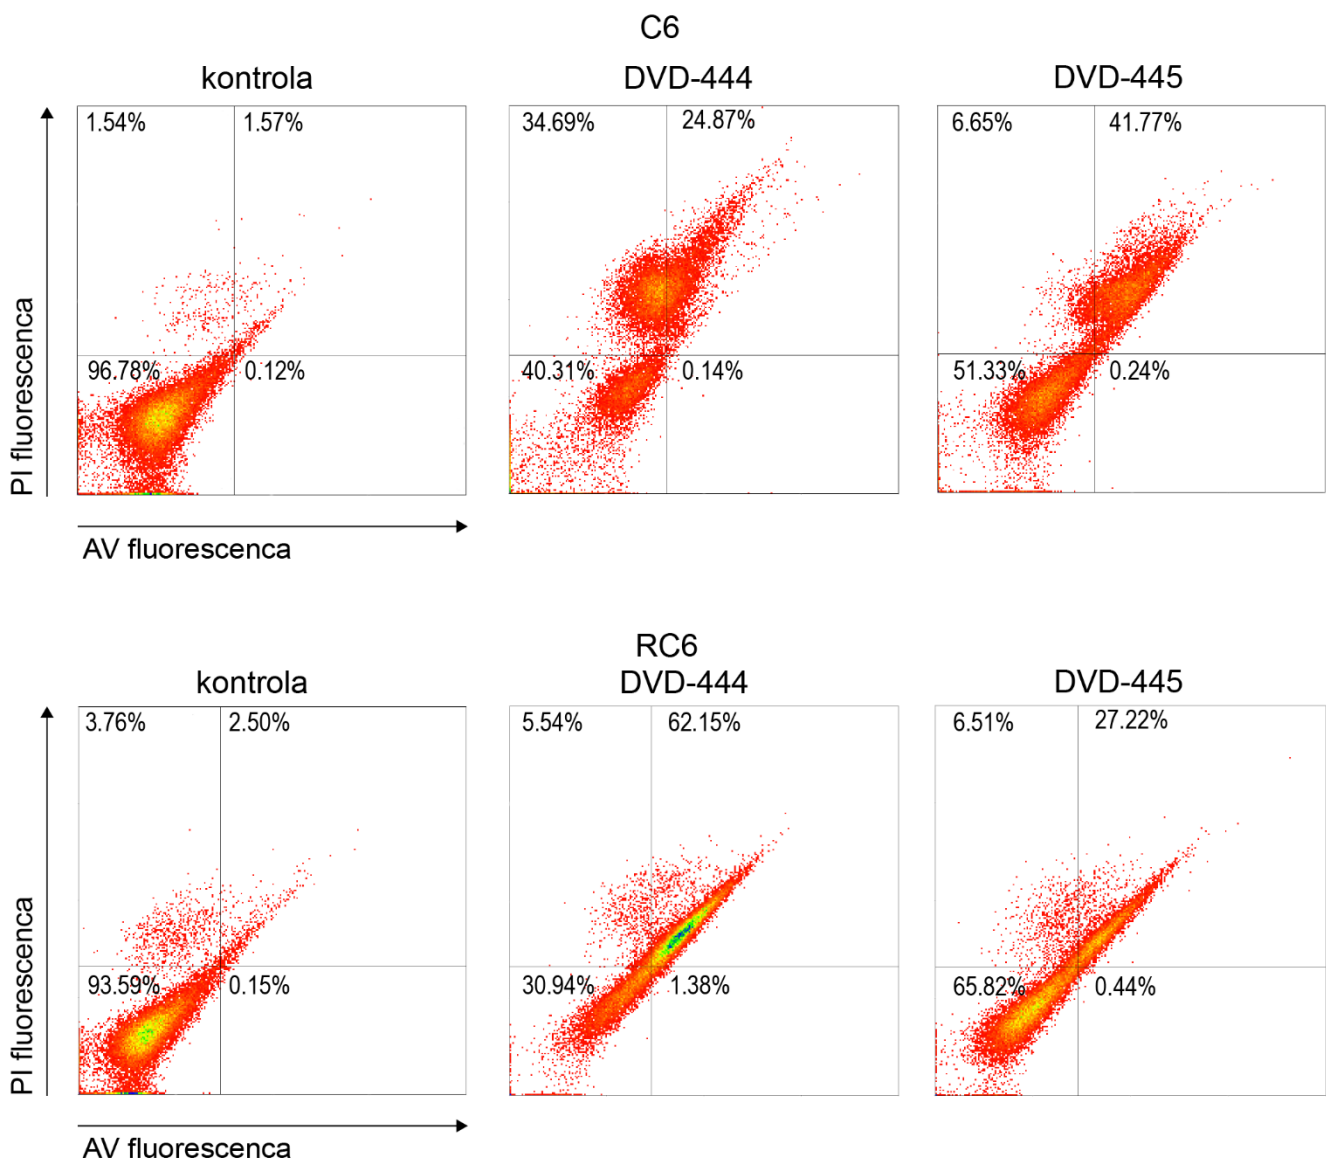 C6
kontrola DVD-444 DVD-445
1.54% 1.57% 34.69% 24.87% 6.65% 41.77%
96.78% 0.12% 40.31% 0.14% 51.33% 0.24%
PI fluorescenca
AV fluorescenca
RC6
kontrola DVD-444 DVD-445
3.76% 2.50% 5.54% 62.15% 6.51% 27.22%
93.59% 0.15% 30.94% 1.38% 65.82% 0.44%
PI fluorescenca
AV fluorescenca